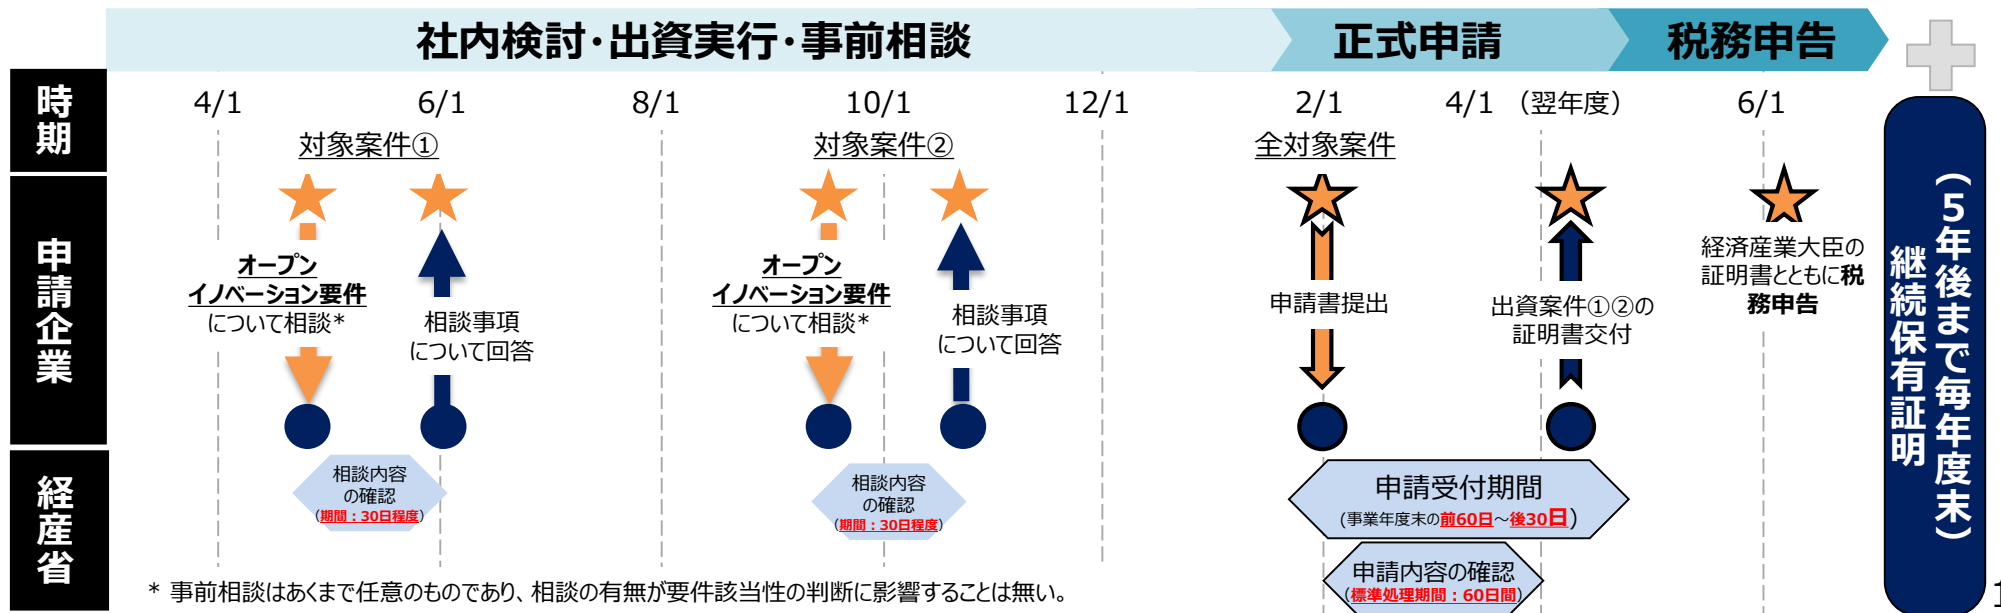 社内検討・出資実行・事前相談
正式申請
税務申告
時期
4/1
6/1
8/1
10/1
12/1
2/1
4/1 (翌年度)
6/1
対象案件①
対象案件②
全対象案件
申請企業
オープン
イノベーション要件
について相談*
相談事項
について回答
オープン
イノベーション要件
について相談*
相談事項
について回答
申請書提出
出資案件①②の
証明書交付
経済産業大臣の
証明書とともに税
務申告
経産省
相談内容
の確認
(期間：30日程度)
相談内容
の確認
(期間：30日程度)
申請受付期間
(事業年度末の前60日～後30日)
申請内容の確認
(標準処理期間：60日間)
(5年後まで毎年度末)
継続保有証明
* 事前相談はあくまで任意のものであり、相談の有無が要件該当性の判断に影響することは無い。